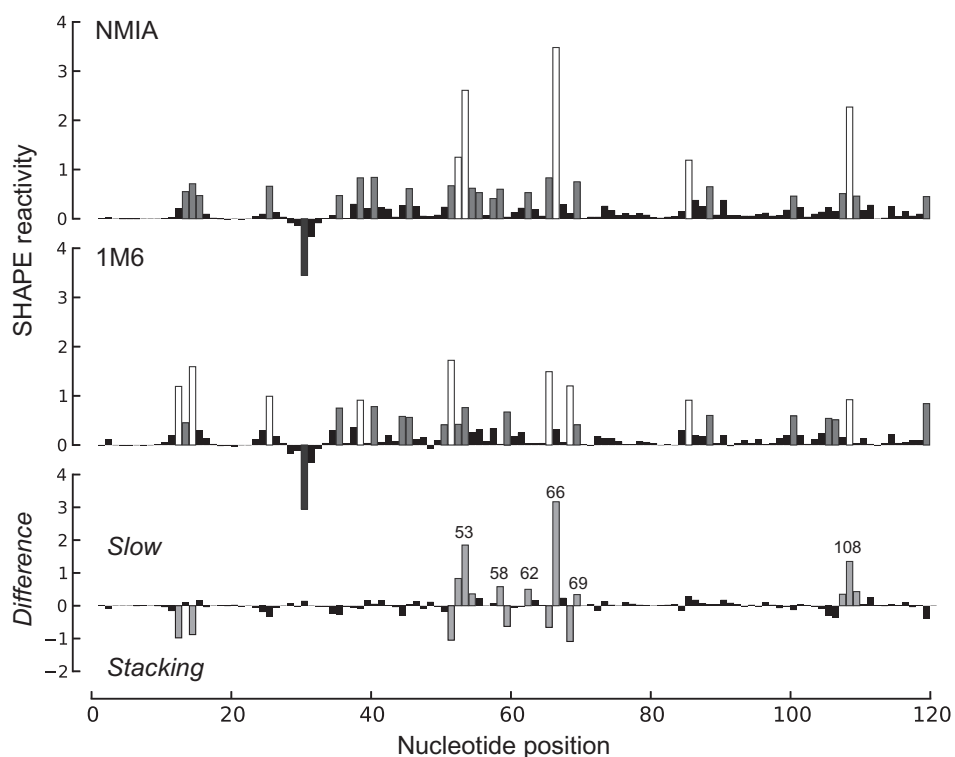 NMIA
4
3
2
1
0
SHAPE reactivity
1M6
4
3
2
1
0
Difference
4
3
2
1
0
−1
−2
Slow
Stacking
53
58
62
66
69
108
0 20 40 60 80 100 120
Nucleotide position